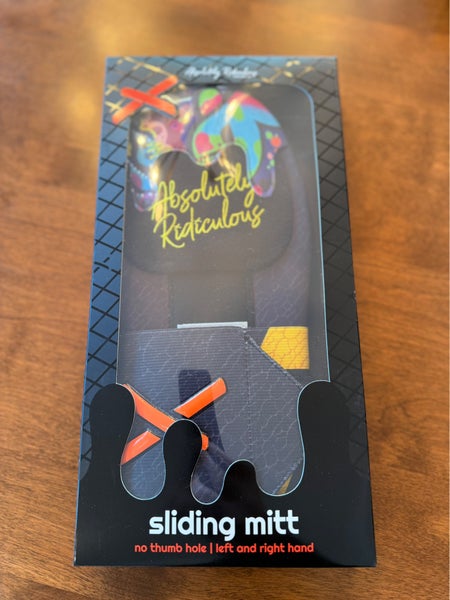 Absolutely Ridiculous
Absolutely
Ridiculous
sliding mitt
no thumb hole | left and right hand